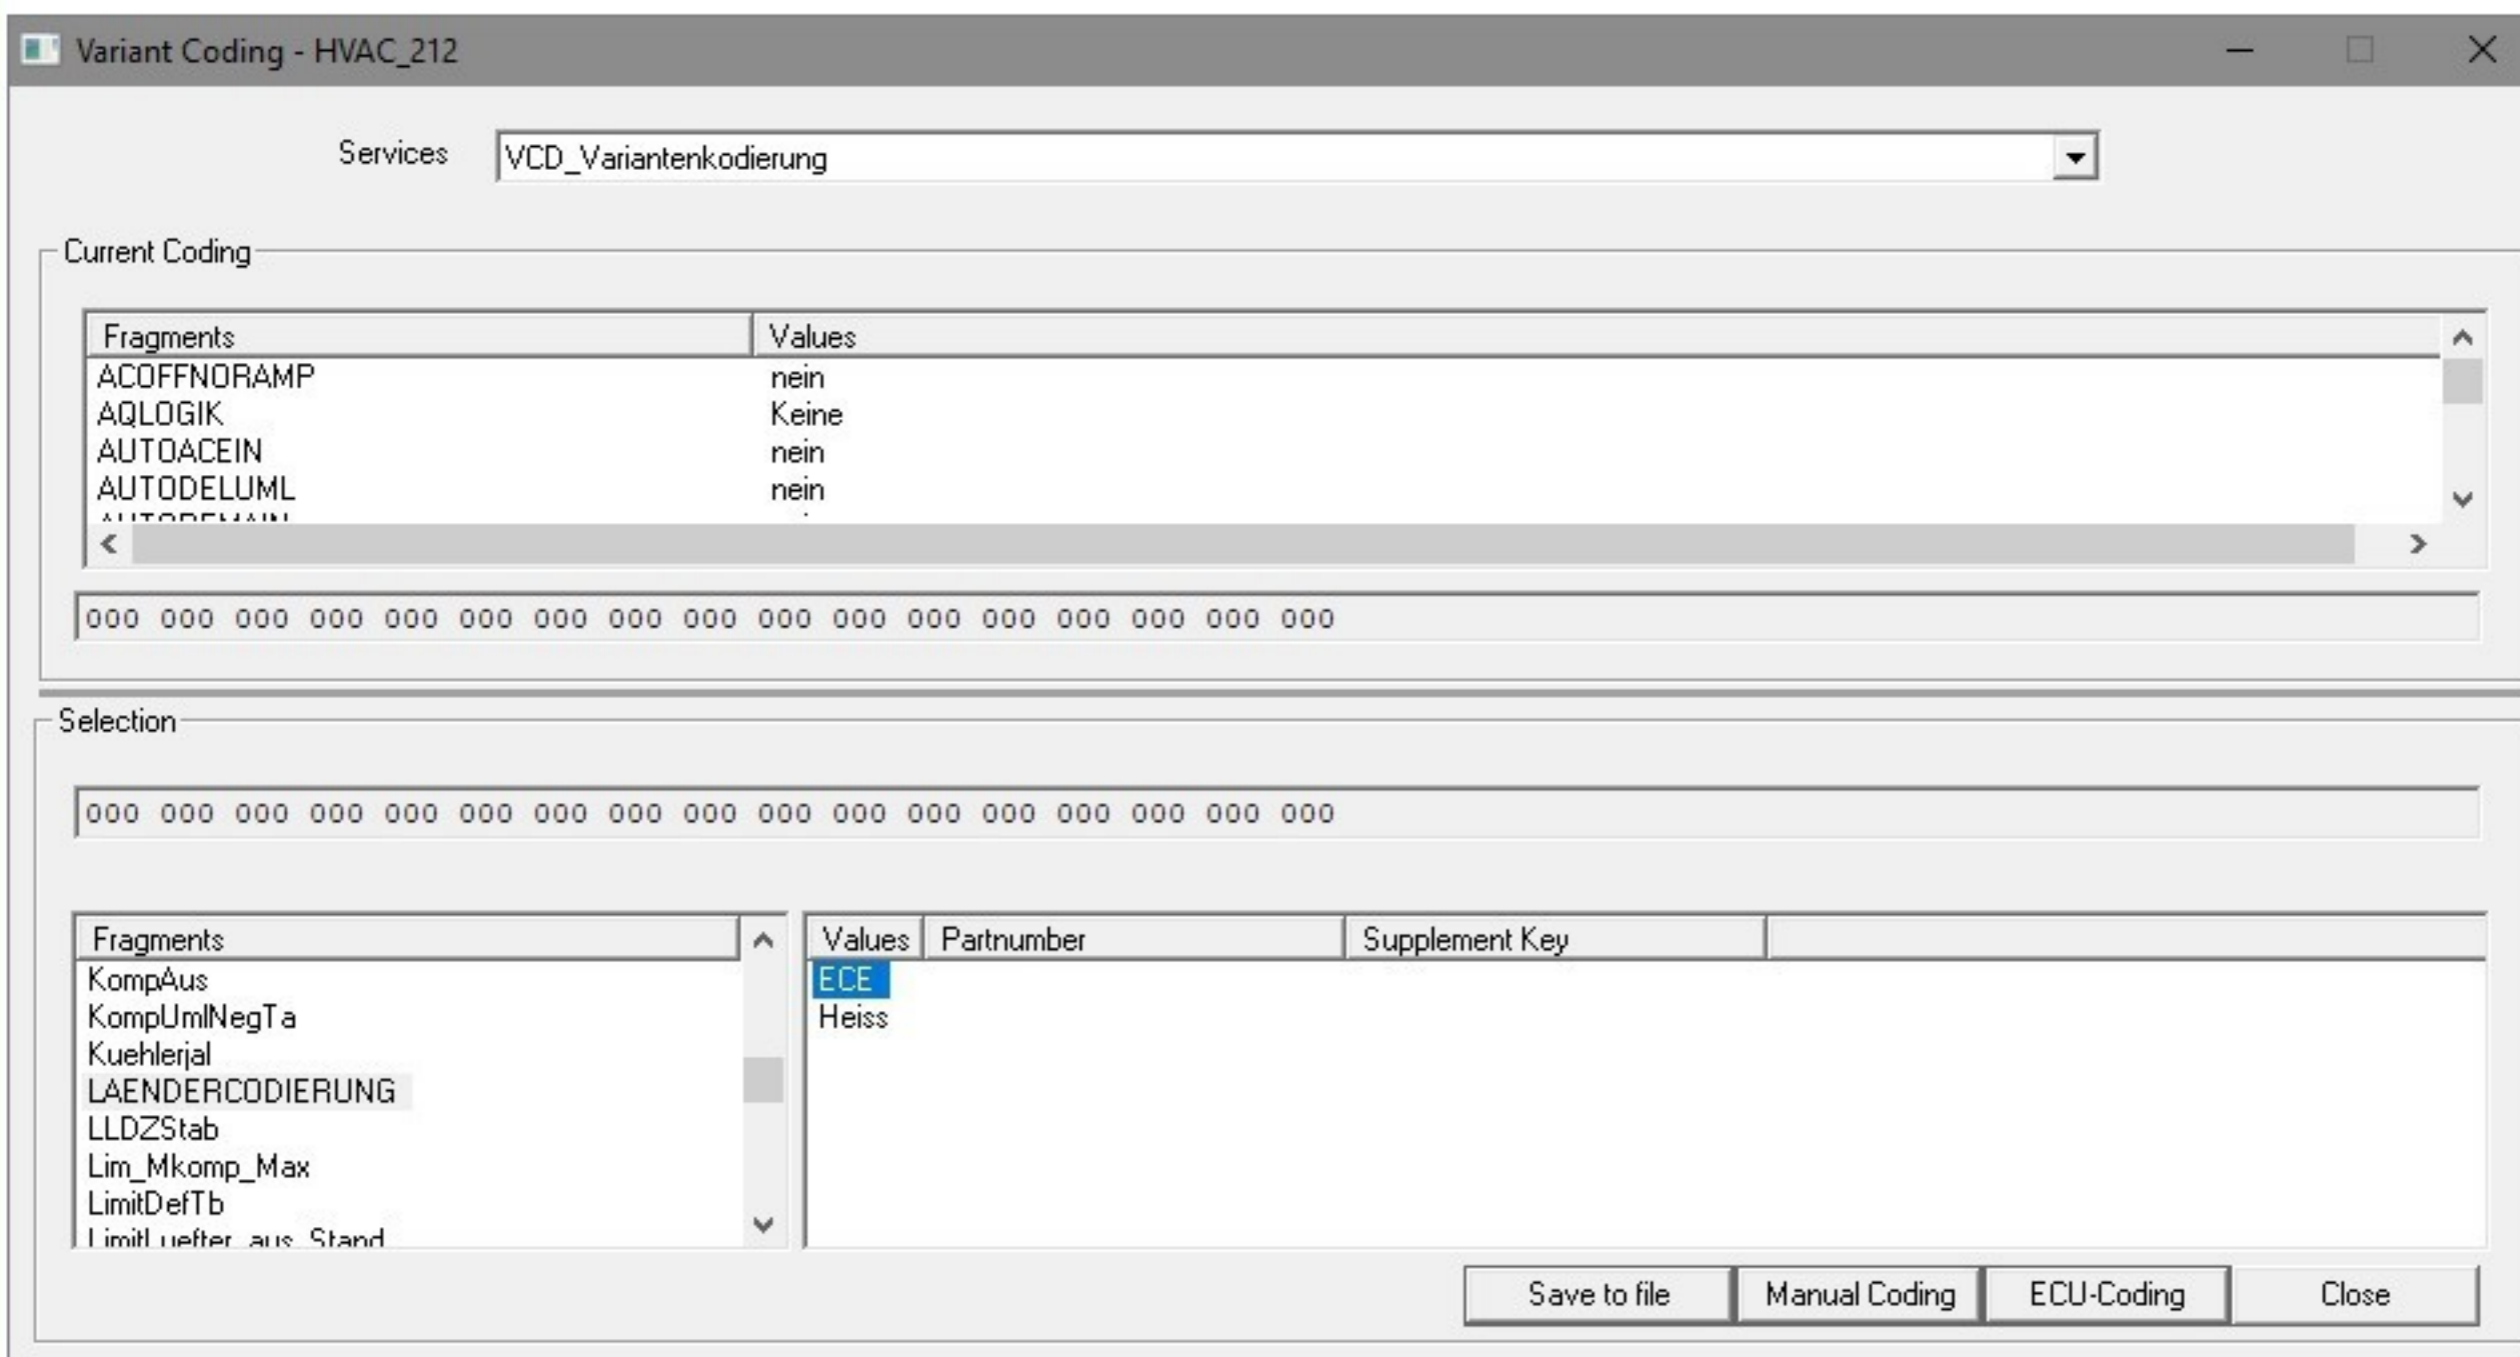 Variant Coding - HVAC_212
Services VCD_Variantenkodierung
Current Coding
Fragments Values
ACOFFNORAMP nein
AQLOGIK Keine
AUTOACEIN nein
AUTODELUML nein
000 000 000 000 000 000 000 000 000 000 000 000 000 000 000 000 000
Selection
000 000 000 000 000 000 000 000 000 000 000 000 000 000 000 000 000
Fragments Values Partnumber Supplement Key
KompAus ECE
KompUmlNegTa Heiss
Kuehlerjal
LAENDERCODIERUNG
LLDZStab
Lim_Mkomp_Max
LimitDefTb
LimitLuefter_aus_Stand
Save to file Manual Coding ECU-Coding Close